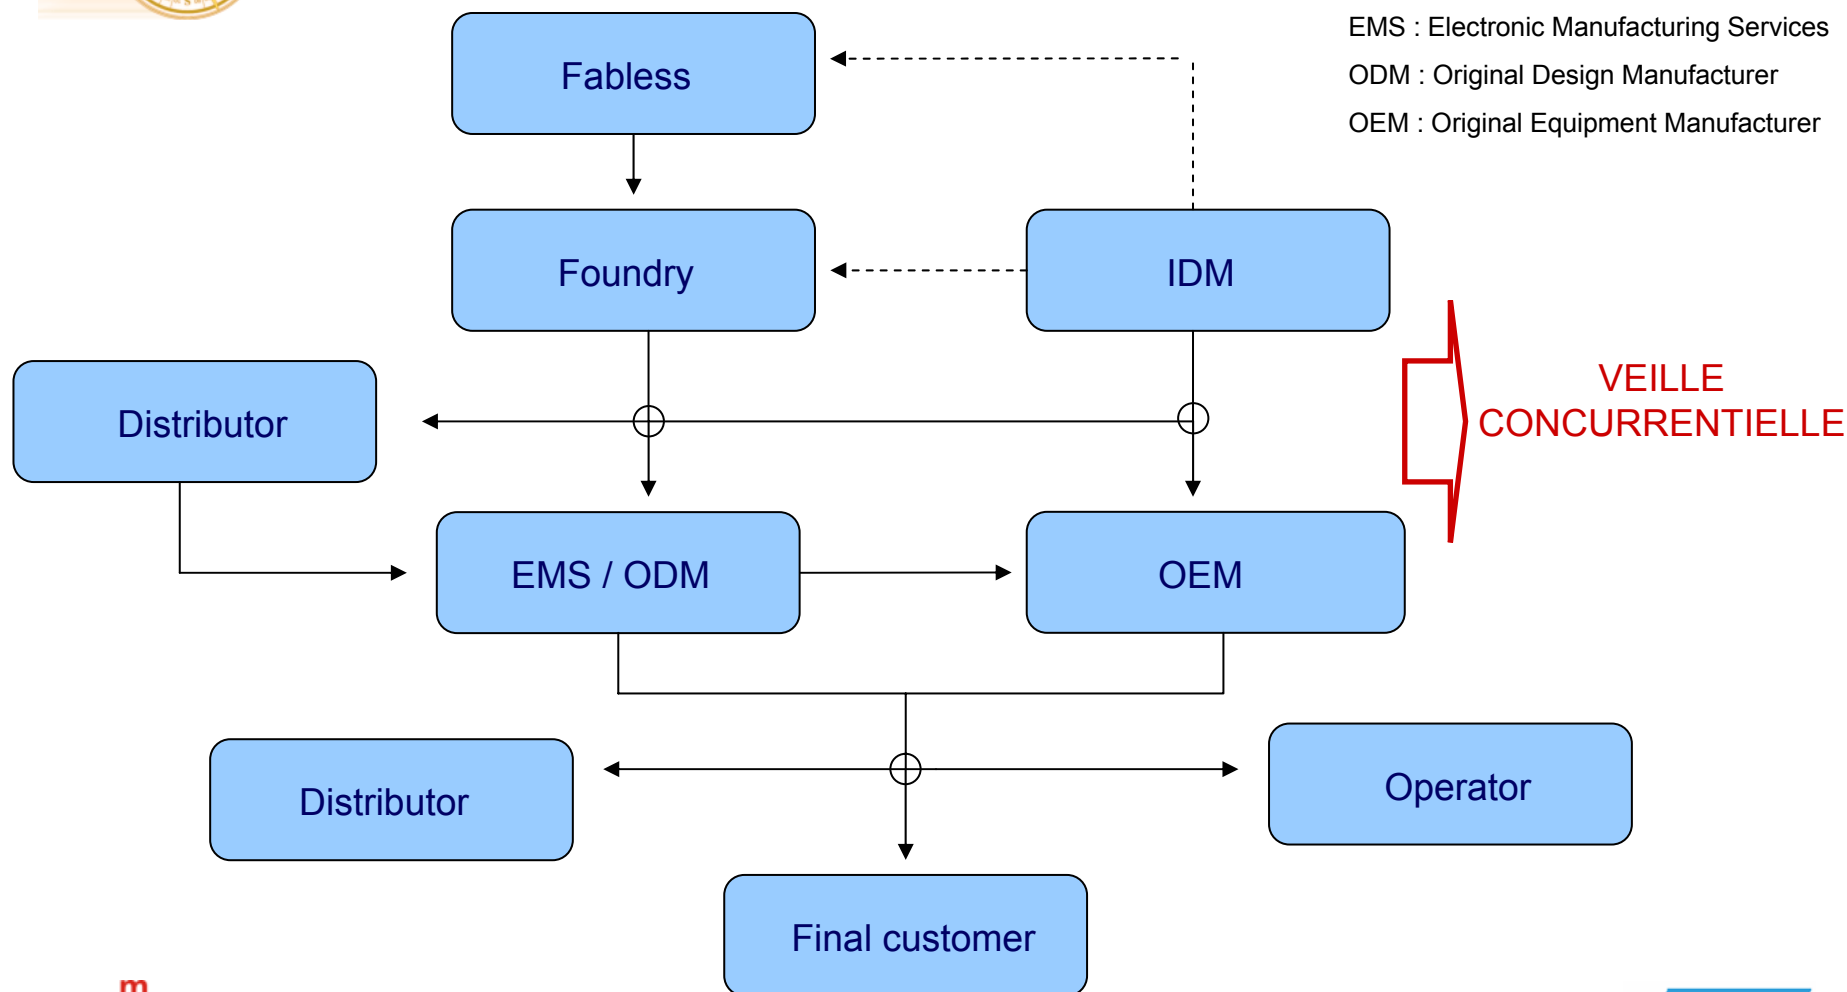 EMS : Electronic Manufacturing Services
ODM : Original Design Manufacturer
OEM : Original Equipment Manufacturer
Fabless
Foundry
IDM
Distributor
VEILLE
CONCURRENTIELLE
EMS / ODM
OEM
Distributor
Operator
Final customer
m